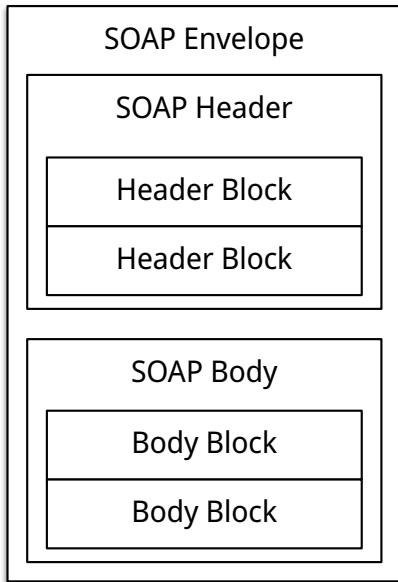 SOAP Envelope
SOAP Header
Header Block
Header Block
SOAP Body
Body Block
Body Block